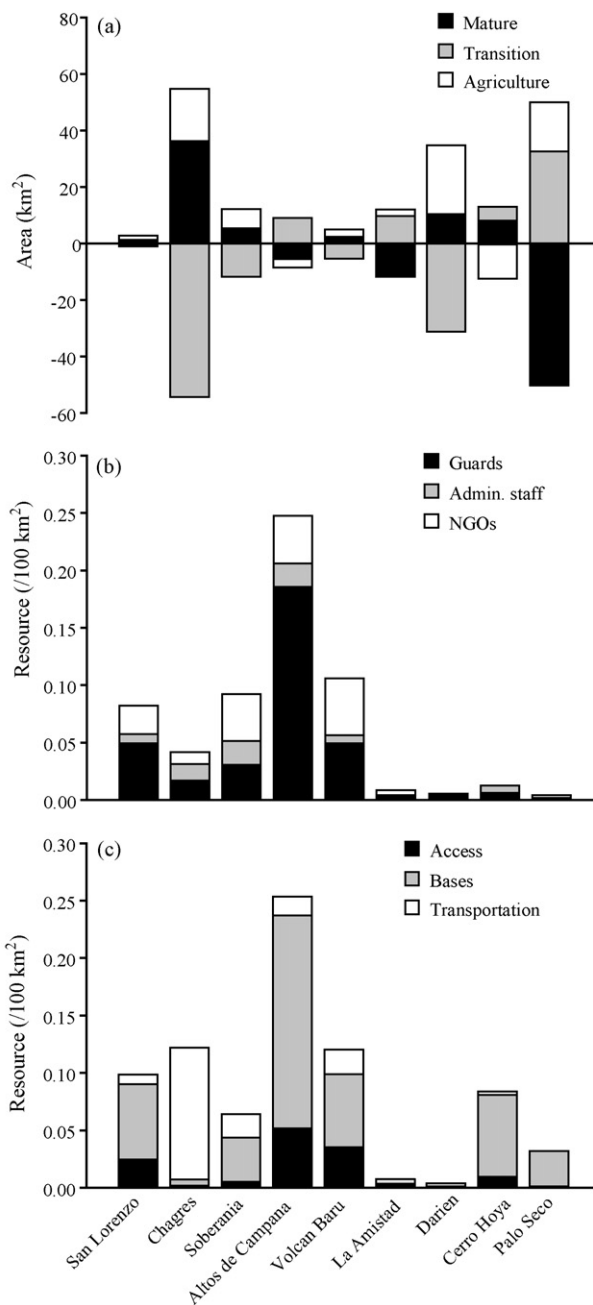 (a)
Mature
Transition
Agriculture
80
60
40
20
0
-20
-40
-60
Area (km²)
(b)
Guards
Admin. staff
NGOs
0.30
0.25
0.20
0.15
0.10
0.05
0.00
Resource (/100 km²)
(c)
Access
Bases
Transportation
0.30
0.25
0.20
0.15
0.10
0.05
0.00
Resource (/100 km²)
San Lorenzo
Chagres
Soberania
Altos de Campana
Volcan Baru
La Amistad
Darien
Cerro Hoya
Palo Seco